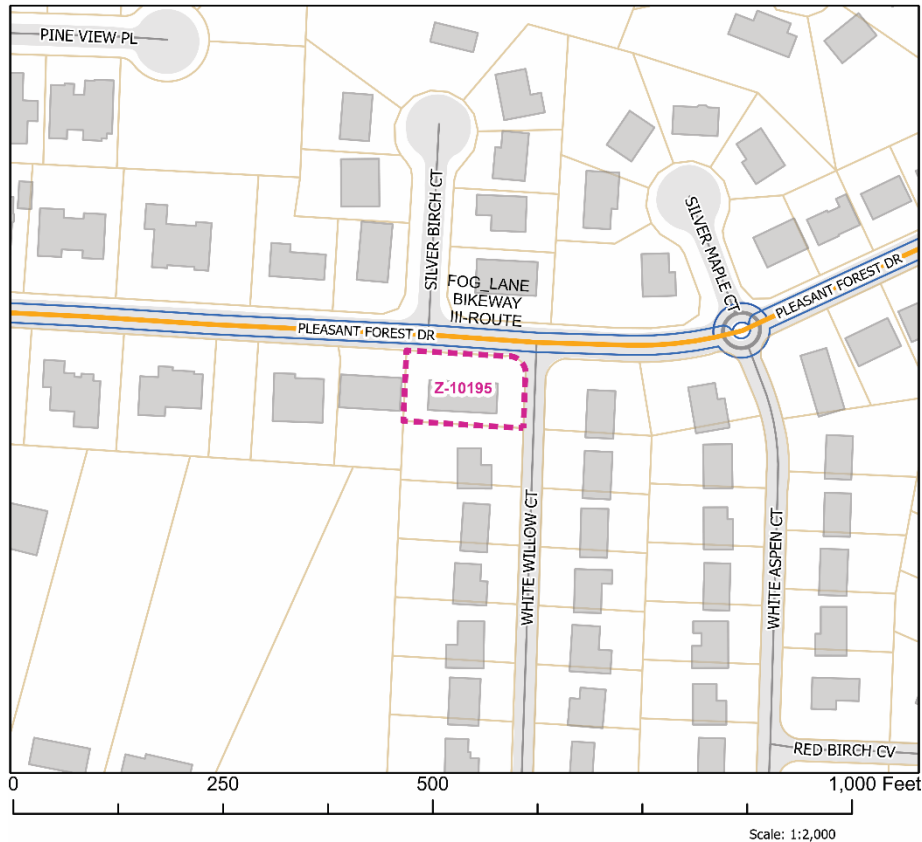 PINE VIEW PL
SILVER BIRCH CT
SILVER MAPLE CT
PLEASANT FOREST DR
FOG_LANE
BIKEWAY
III-ROUTE
PLEASANT FOREST DR
Z-10195
WHITE WILLOW CT
WHITE ASPEN CT
RED BIRCH CV
0 250 500 1,000 Feet
Scale: 1:2,000